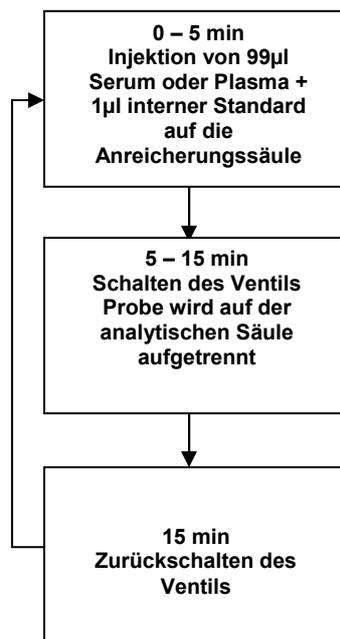 0 – 5 min
Injektion von 99µl
Serum oder Plasma +
1µl interner Standard
auf die
Anreicherungssäule
5 – 15 min
Schalten des Ventils
Probe wird auf der
analytischen Säule
aufgetrennt
15 min
Zurückschalten des
Ventils